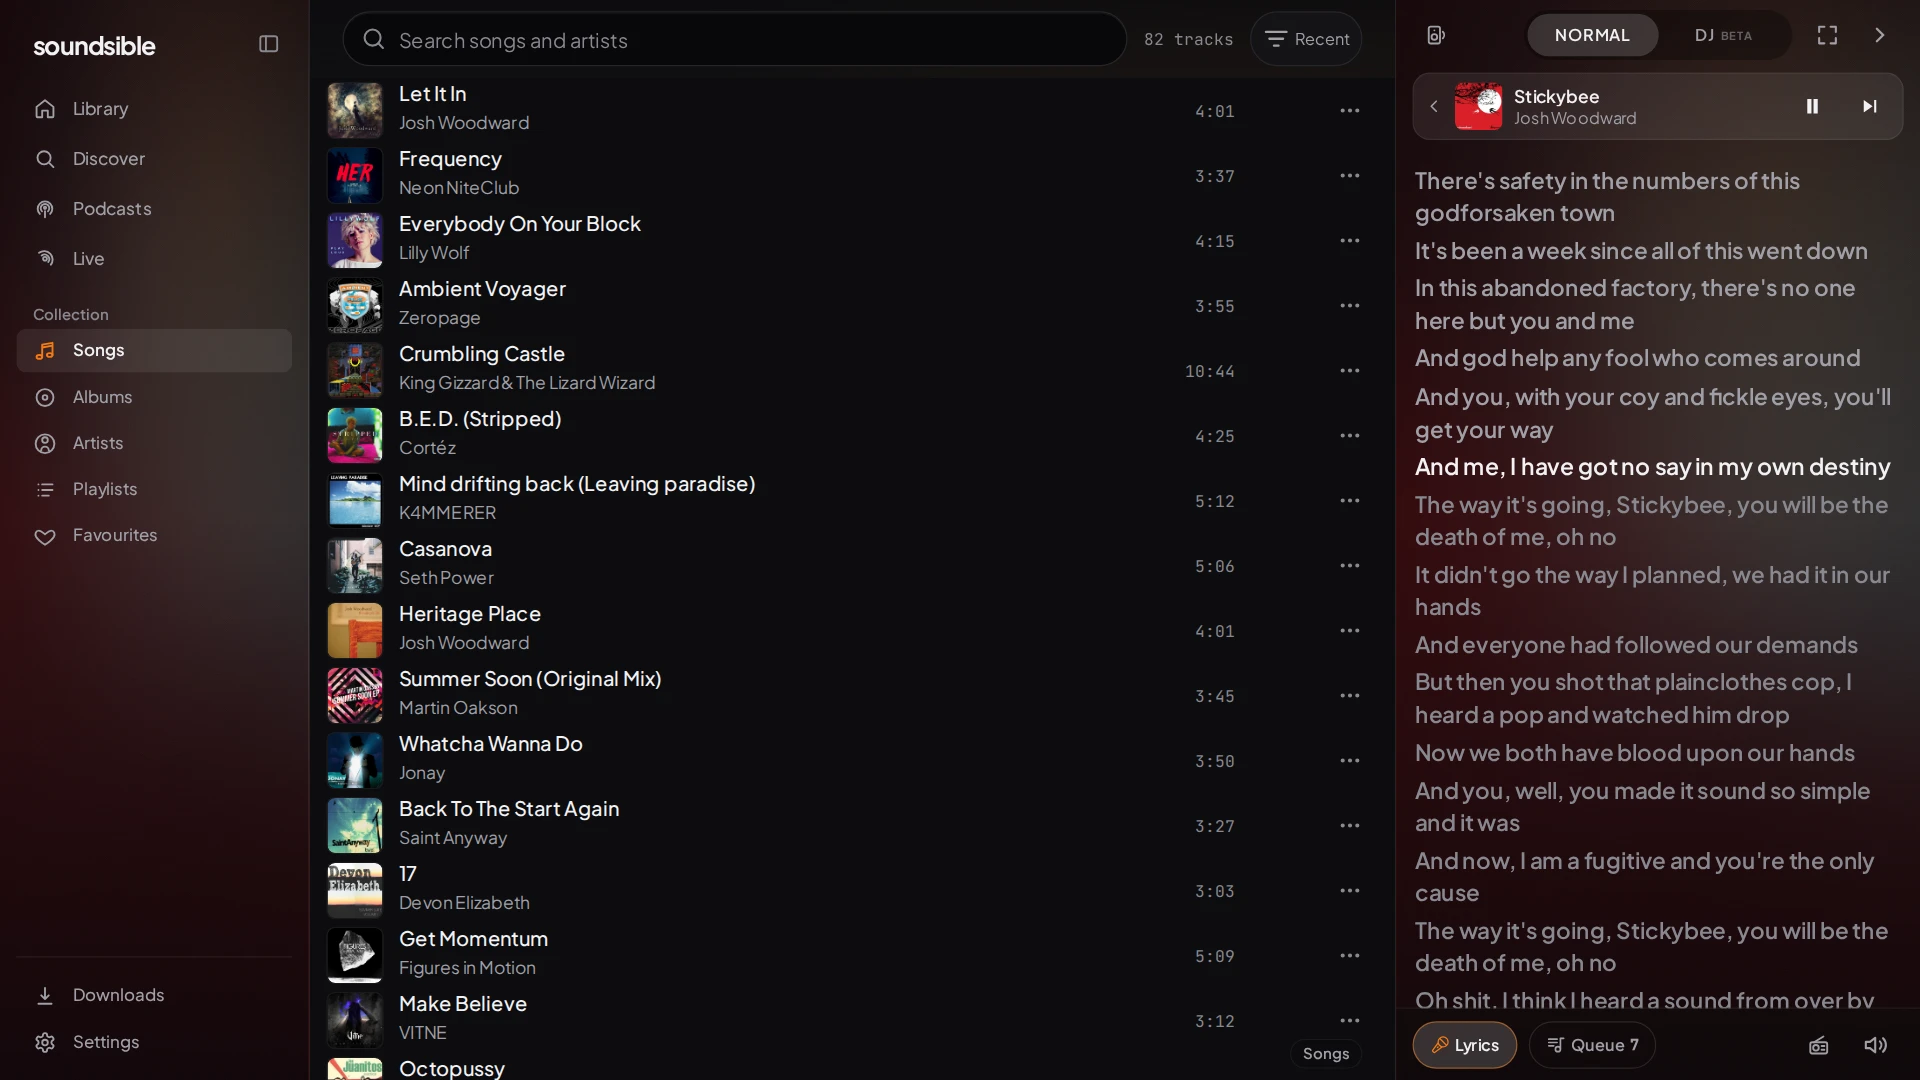 soundsible
Library
Discover
Podcasts
Live
Collection
Songs
Albums
Artists
Playlists
Favourites
Downloads
Settings
Search songs and artists
82 tracks
Recent
Let It In
Josh Woodward
4:01
Frequency
Neon NiteClub
3:37
HER
Everybody On Your Block
Lilly Wolf
4:15
Ambient Voyager
Zeropage
3:55
Crumbling Castle
King Gizzard & The Lizard Wizard
10:44
B.E.D. (Stripped)
Cortéz
4:25
Mind drifting back (Leaving paradise)
K4MMERER
5:12
Casanova
Seth Power
5:06
Heritage Place
Josh Woodward
4:01
Summer Soon (Original Mix)
Martin Oakson
3:45
Whatcha Wanna Do
Jonay
3:50
Back To The Start Again
Saint Anyway
3:27
17
Devon Elizabeth
3:03
Devon
Elizabeth
Get Momentum
Figures in Motion
5:09
Make Believe
VITNE
3:12
Octopussy
Songs
NORMAL
DJ BETA
Stickybee
Josh Woodward
There's safety in the numbers of this
godforsaken town
It's been a week since all of this went down
In this abandoned factory, there's no one
here but you and me
And god help any fool who comes around
And you, with your coy and fickle eyes, you'll
get your way
And me, I have got no say in my own destiny
The way it's going, Stickybee, you will be the
death of me, oh no
It didn't go the way I planned, we had it in our
hands
And everyone had followed our demands
But then you shot that plainclothes cop, I
heard a pop and watched him drop
Now we both have blood upon our hands
And you, well, you made it sound so simple
and it was
And now, I am a fugitive and you're the only
cause
The way it's going, Stickybee, you will be the
death of me, oh no
Oh shit, I think I heard a sound from over by
Lyrics
Queue 7